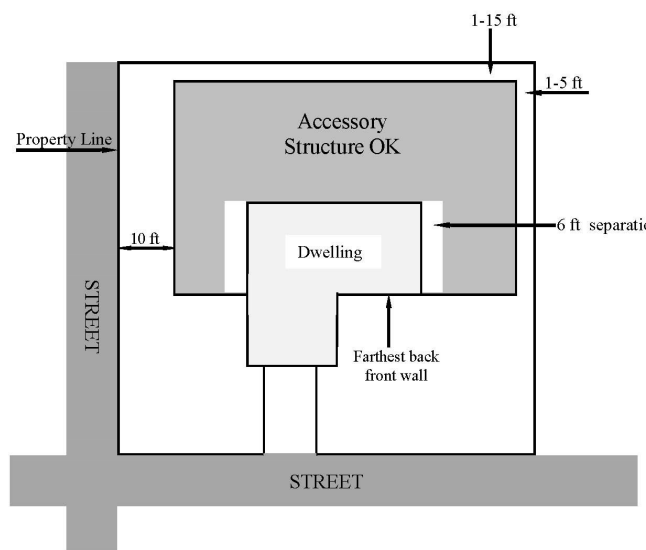 1-15 ft
1-5 ft
Accessory
Structure OK
Property Line
6 ft separatio
10 ft
Dwelling
STREET
Farthest back
front wall
STREET